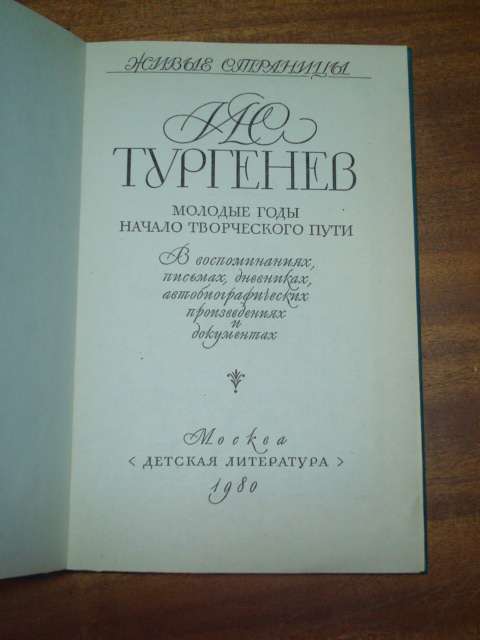 ЖИВЫЕ СТРАНИЦЫ
ИС
ТУРГЕНЕВ
МОЛОДЫЕ ГОДЫ
НАЧАЛО ТВОРЧЕСКОГО ПУТИ
В воспоминаниях,
письмах, дневниках,
автобиографических
произведениях
и
документах
Москва
< ДЕТСКАЯ ЛИТЕРАТУРА >
1980